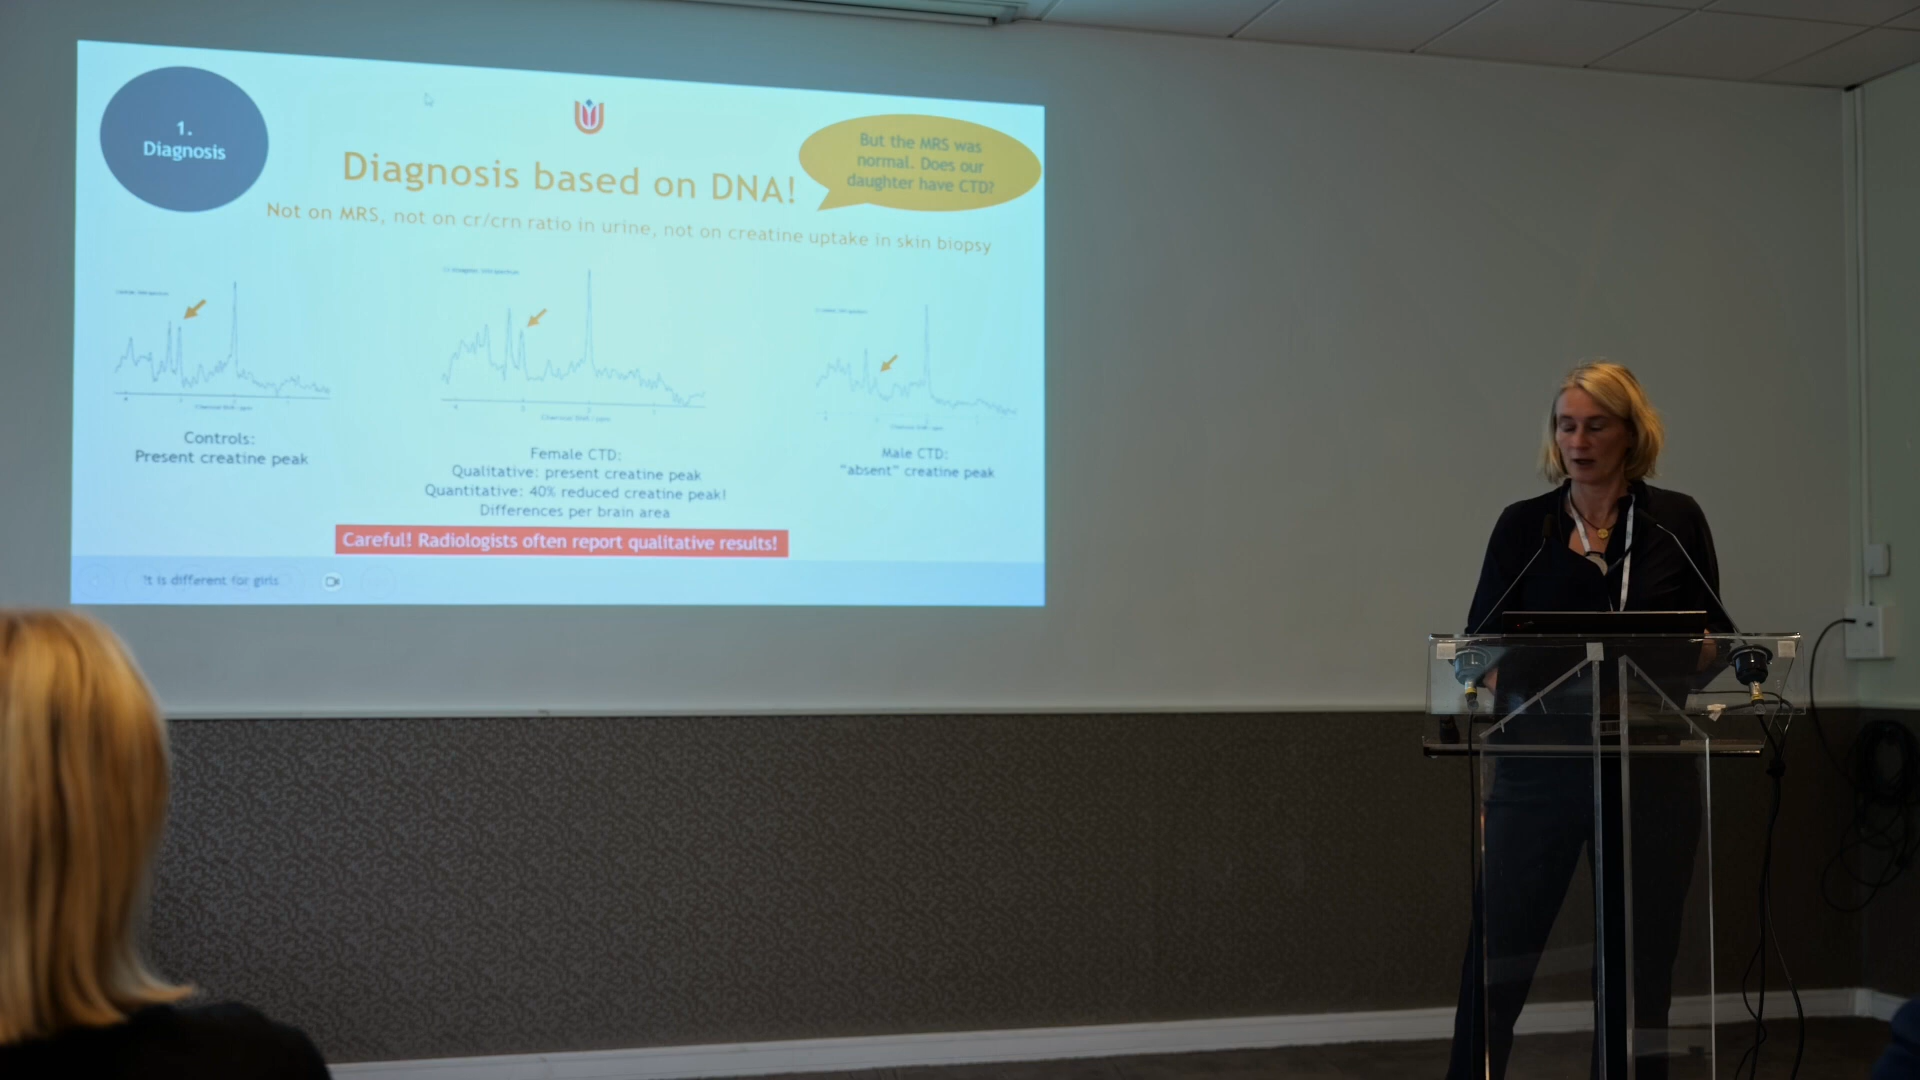 1.
Diagnosis
But the MRS was
normal. Does our
daughter have CTD?
Diagnosis based on DNA!
Not on MRS, not on cr/crn ratio in urine, not on creatine uptake in skin biopsy
Controls:
Present creatine peak
Female CTD:
Qualitative: present creatine peak
Quantitative: 40% reduced creatine peak!
Differences per brain area
Male CTD:
"absent" creatine peak
Careful! Radiologists often report qualitative results!
It is different for girls